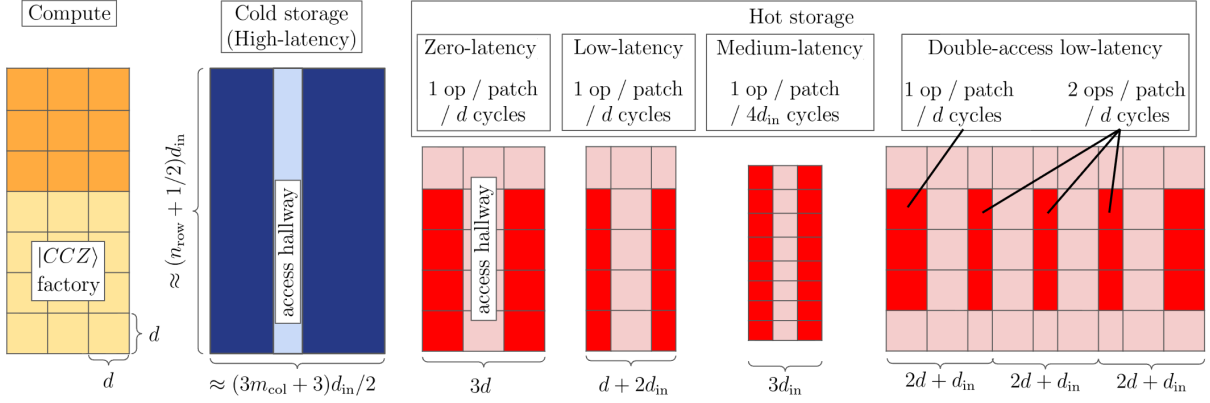 Compute
Cold storage
(High-latency)
Hot storage
Zero-latency
1 op / patch
/ d cycles
Low-latency
1 op / patch
/ d cycles
Medium-latency
1 op / patch
/ 4d_in cycles
Double-access low-latency
1 op / patch
/ d cycles
2 ops / patch
/ d cycles
|CCZ⟩
factory
d
d
≈ (n_row + 1/2)d_in
access hallway
≈ (3m_col + 3)d_in/2
access hallway
3d
d + 2d_in
3d_in
2d + d_in
2d + d_in
2d + d_in